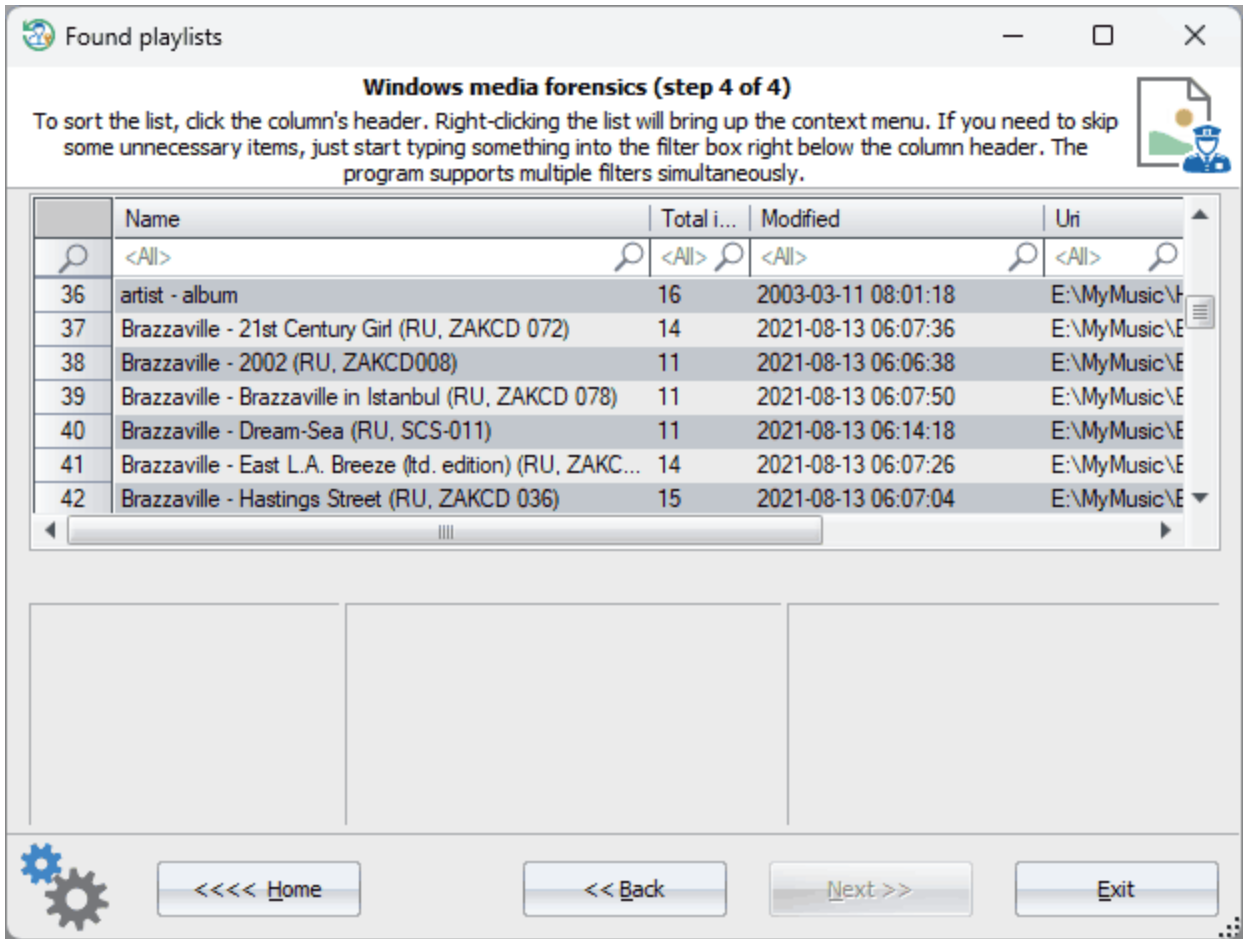 Found playlists
Windows media forensics (step 4 of 4)
To sort the list, click the column's header. Right-clicking the list will bring up the context menu. If you need to skip
some unnecessary items, just start typing something into the filter box right below the column header. The
program supports multiple filters simultaneously.
Name Total i... Modified Uri
<All> <All> <All> <All>
36 artist - album 16 2003-03-11 08:01:18 E:\MyMusic\H
37 Brazzaville - 21st Century Girl (RU, ZAKCD 072) 14 2021-08-13 06:07:36 E:\MyMusic\B
38 Brazzaville - 2002 (RU, ZAKCD008) 11 2021-08-13 06:06:38 E:\MyMusic\B
39 Brazzaville - Brazzaville in Istanbul (RU, ZAKCD 078) 11 2021-08-13 06:07:50 E:\MyMusic\B
40 Brazzaville - Dream-Sea (RU, SCS-011) 11 2021-08-13 06:14:18 E:\MyMusic\B
41 Brazzaville - East L.A. Breeze (ltd. edition) (RU, ZAKC... 14 2021-08-13 06:07:26 E:\MyMusic\B
42 Brazzaville - Hastings Street (RU, ZAKCD 036) 15 2021-08-13 06:07:04 E:\MyMusic\B
<<<< Home << Back Next >> Exit